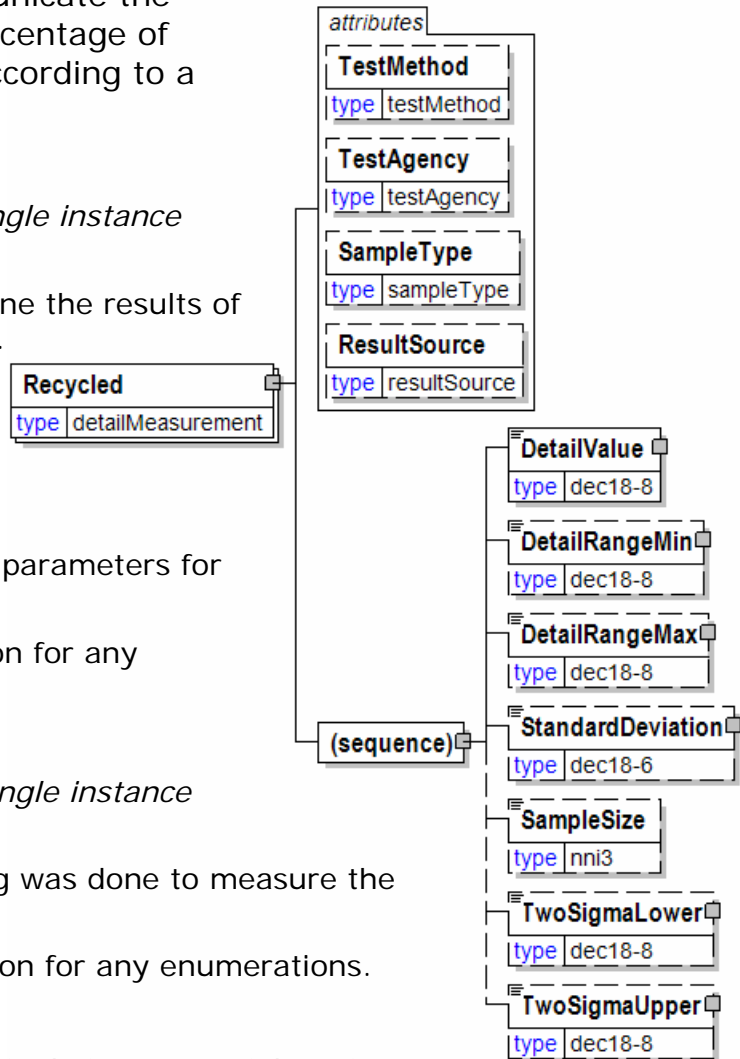 centage of
ccording to a
attributes
TestMethod
type testMethod
TestAgency
type testAgency
SampleType
type sampleType
ResultSource
type resultSource
ngle instance
ne the results of
.
Recycled
type detailMeasurement
parameters for
on for any
ngle instance
g was done to measure the
on for any enumerations.
(sequence)
DetailValue
type dec18-8
DetailRangeMin
type dec18-8
DetailRangeMax
type dec18-8
StandardDeviation
type dec18-6
SampleSize
type nni3
TwoSigmaLower
type dec18-8
TwoSigmaUpper
type dec18-8